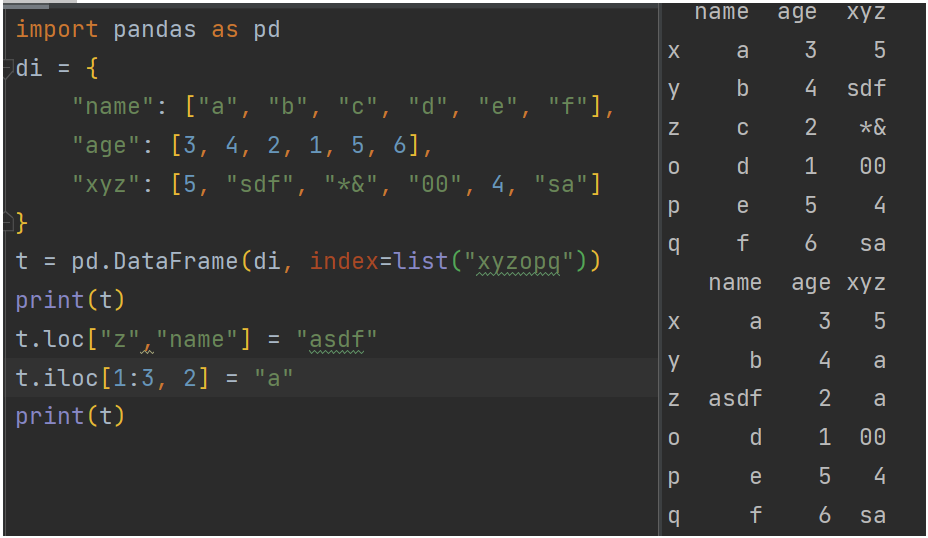 import pandas as pd
di = {
    "name": ["a", "b", "c", "d", "e", "f"],
    "age": [3, 4, 2, 1, 5, 6],
    "xyz": [5, "sdf", "*&", "00", 4, "sa"]
}
t = pd.DataFrame(di, index=list("xyzopq"))
print(t)
t.loc["z","name"] = "asdf"
t.iloc[1:3, 2] = "a"
print(t)
  name  age  xyz
x    a    3    5
y    b    4  sdf
z    c    2   *&
o    d    1   00
p    e    5    4
q    f    6   sa
   name  age xyz
x     a    3   5
y     b    4   a
z  asdf    2   a
o     d    1  00
p     e    5   4
q     f    6  sa